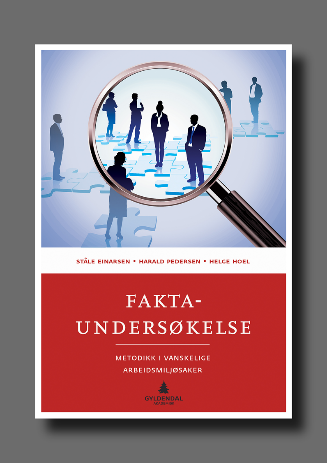 STÅLE EINARSEN • HARALD PEDERSEN • HELGE HOEL
FAKTA-
UNDERSØKELSE
METODIKK I VANSKELIGE
ARBEIDSMILJØSAKER
GYLDENDAL